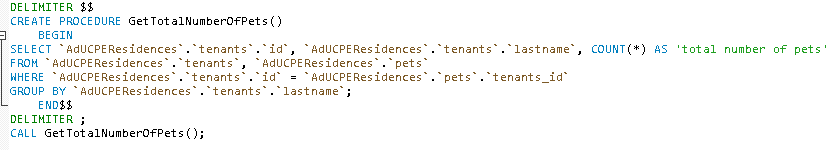 DELIMITER $$
CREATE PROCEDURE GetTotalNumberOfPets()
BEGIN
SELECT `AdUCPEResidences`.`tenants`.`id`, `AdUCPEResidences`.`tenants`.`lastname`, COUNT(*) AS 'total number of pets'
FROM `AdUCPEResidences`.`tenants`, `AdUCPEResidences`.`pets`
WHERE `AdUCPEResidences`.`tenants`.`id` = `AdUCPEResidences`.`pets`.`tenants_id`
GROUP BY `AdUCPEResidences`.`tenants`.`lastname`;
END$$
DELIMITER ;
CALL GetTotalNumberOfPets();